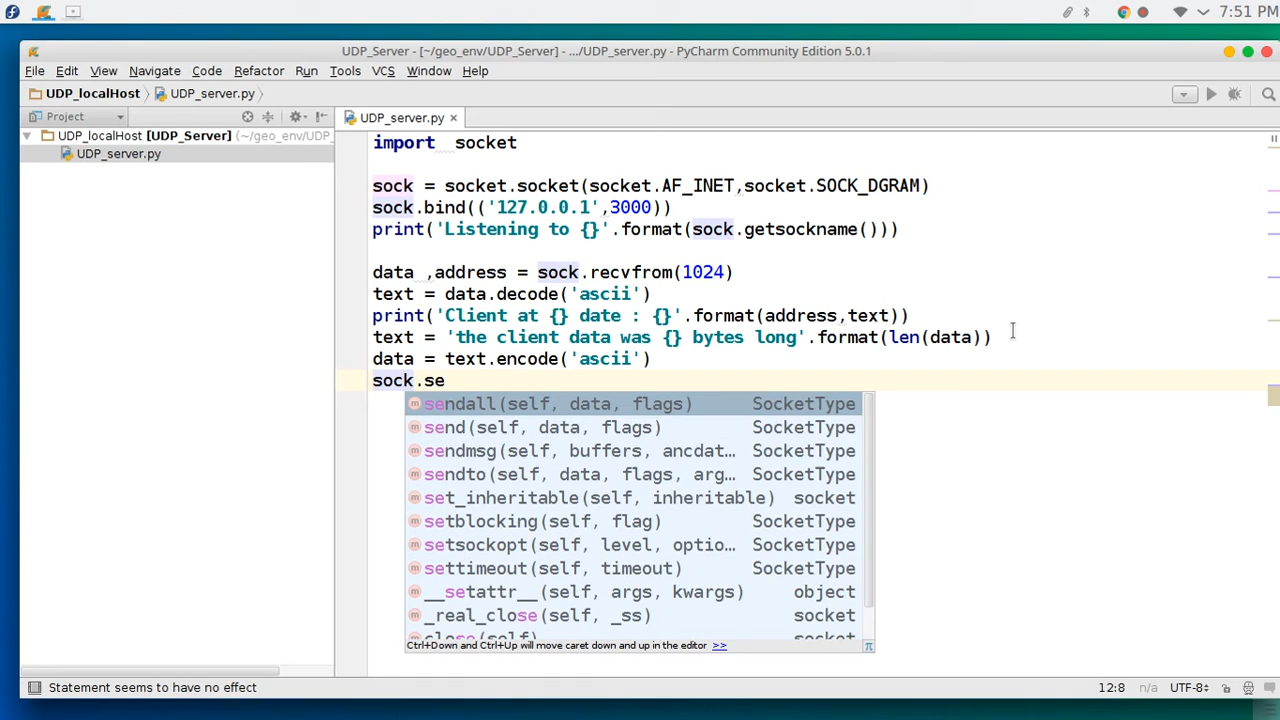 7:51 PM
UDP_Server - [~/geo_env/UDP_Server] - .../UDP_server.py - PyCharm Community Edition 5.0.1
File Edit View Navigate Code Refactor Run Tools VCS Window Help
UDP_localHost UDP_server.py
Project UDP_server.py
UDP_localHost [UDP_Server] (~/geo_env/UDP_
UDP_server.py
import  socket
sock = socket.socket(socket.AF_INET,socket.SOCK_DGRAM)
sock.bind(('127.0.0.1',3000))
print('Listening to {}'.format(sock.getsockname()))
data ,address = sock.recvfrom(1024)
text = data.decode('ascii')
print('Client at {} date : {}'.format(address,text))
text = 'the client data was {} bytes long'.format(len(data))
data = text.encode('ascii')
sock.se
sendall(self, data, flags) SocketType
send(self, data, flags) SocketType
sendmsg(self, buffers, ancdat... SocketType
sendto(self, data, flags, arg... SocketType
set_inheritable(self, inheritable) socket
setblocking(self, flag) SocketType
setsockopt(self, level, optio... SocketType
settimeout(self, timeout) SocketType
__setattr__(self, args, kwargs) object
_real_close(self, _ss) socket
close(self) socket
Ctrl+Down and Ctrl+Up will move caret down and up in the editor >> π
Statement seems to have no effect 12:8 n/a UTF-8